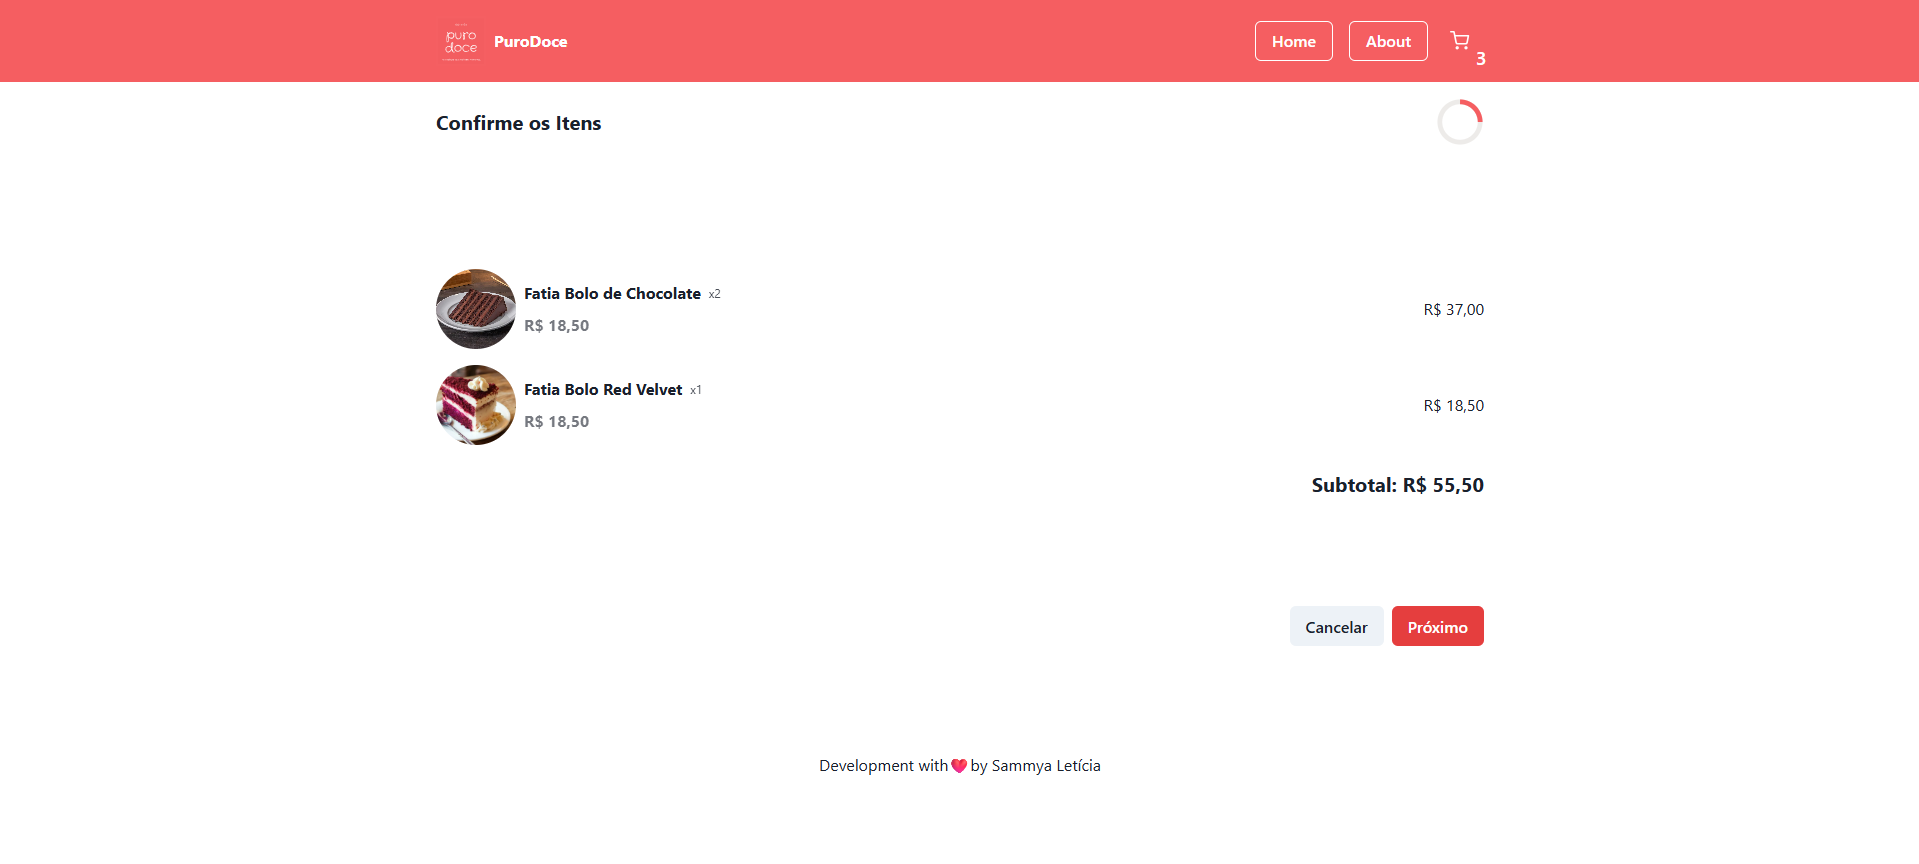 puro
doce
PuroDoce
Home
About
3
Confirme os Itens
Fatia Bolo de Chocolate x2
R$ 18,50
R$ 37,00
Fatia Bolo Red Velvet x1
R$ 18,50
R$ 18,50
Subtotal: R$ 55,50
Cancelar
Próximo
Development with❤️by Sammya Letícia